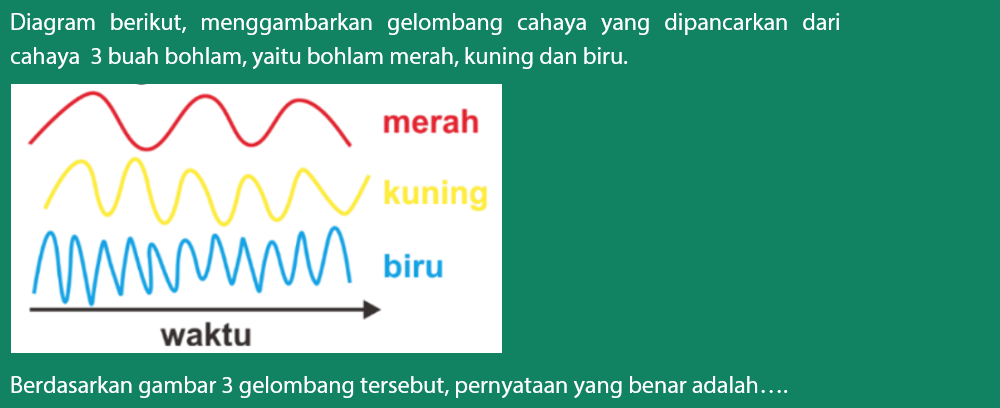 Diagram berikut, menggambarkan gelombang cahaya yang dipancarkan dari
cahaya 3 buah bohlam, yaitu bohlam merah, kuning dan biru.
merah
kuning
biru
waktu
Berdasarkan gambar 3 gelombang tersebut, pernyataan yang benar adalah….